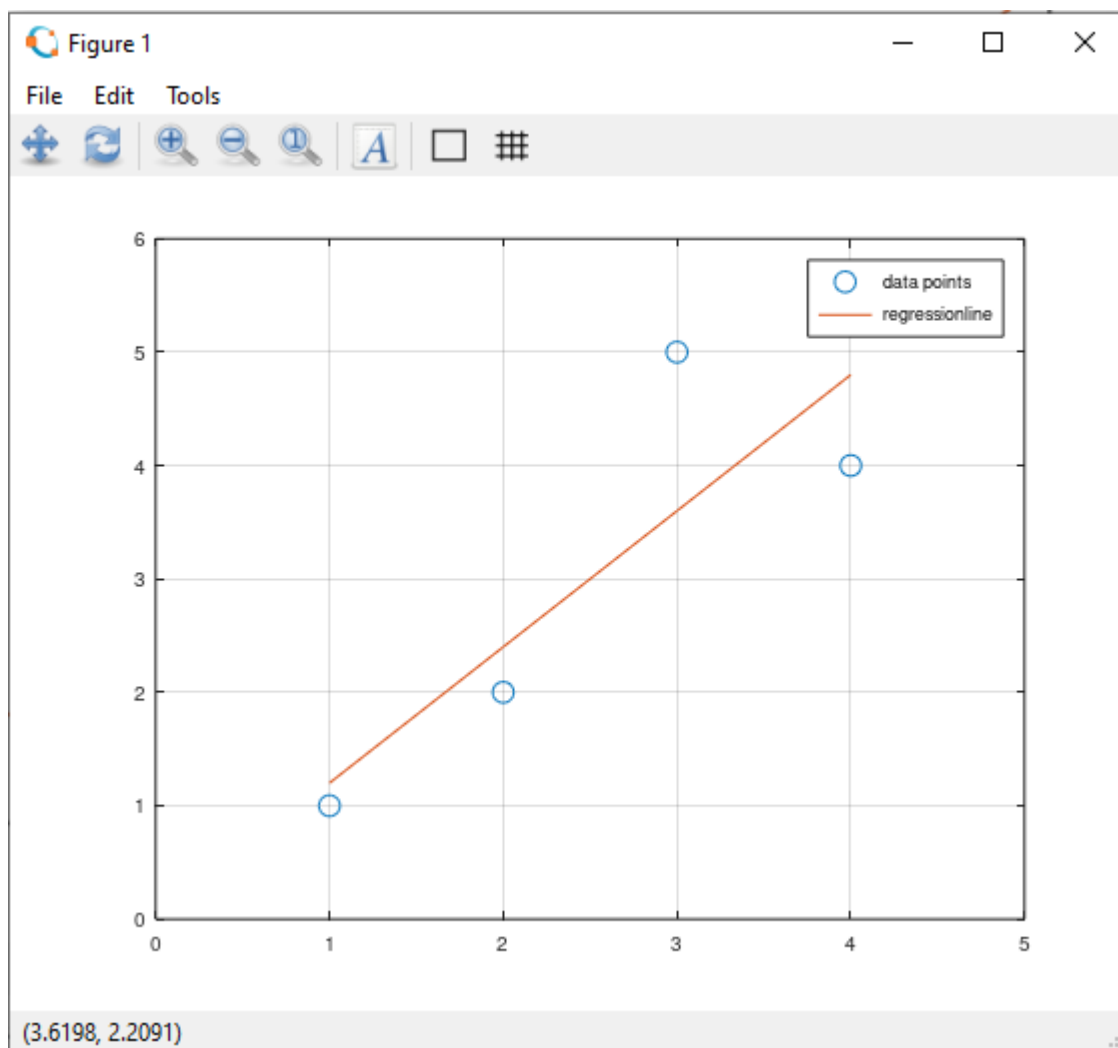 Figure 1
File Edit Tools
A
6
data points
regressionline
5
4
3
2
1
0
0 1 2 3 4 5
(3.6198, 2.2091)